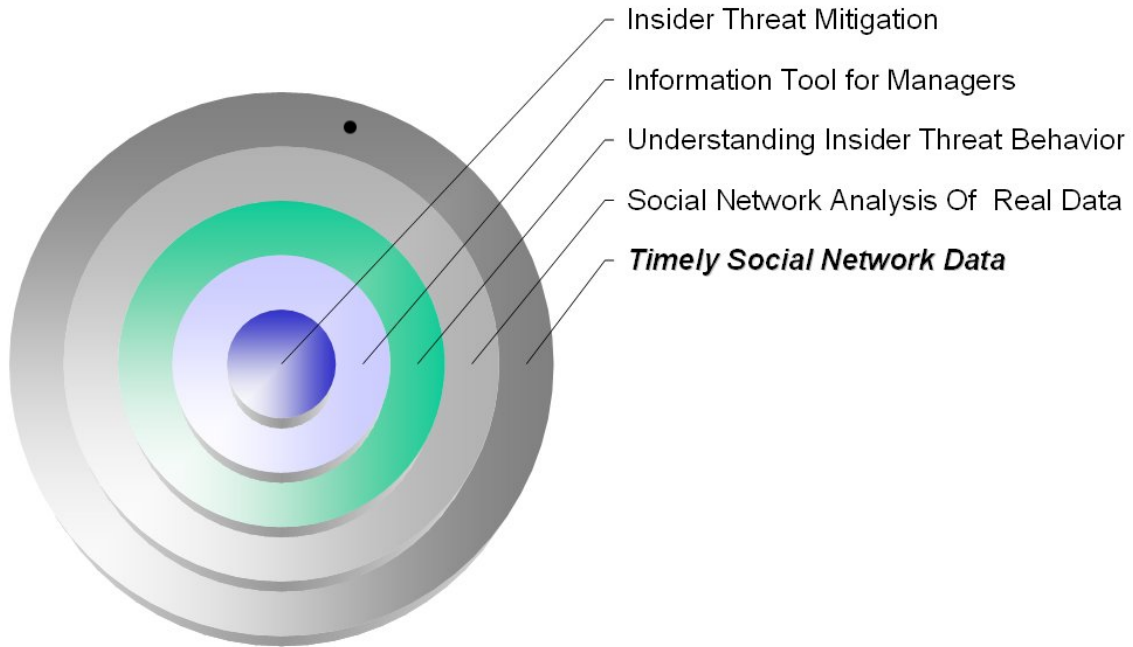 Insider Threat Mitigation
Information Tool for Managers
Understanding Insider Threat Behavior
Social Network Analysis Of  Real Data
Timely Social Network Data